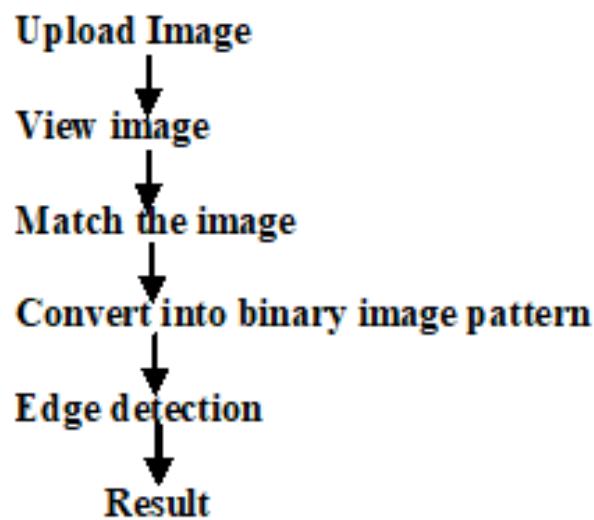 Upload Image
View image
Match the image
Convert into binary image pattern
Edge detection
Result